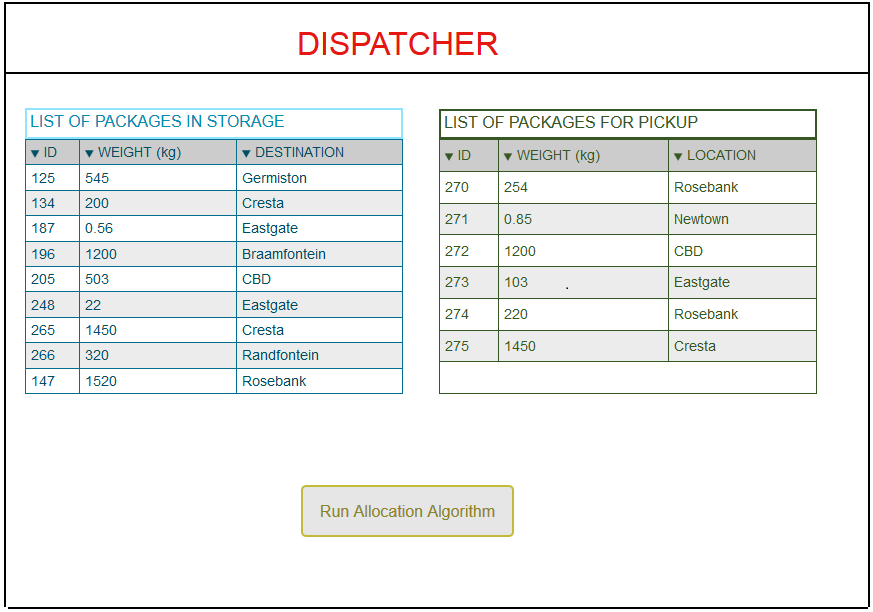 DISPATCHER
LIST OF PACKAGES IN STORAGE
▼ ID ▼ WEIGHT (kg) ▼ DESTINATION
125 545 Germiston
134 200 Cresta
187 0.56 Eastgate
196 1200 Braamfontein
205 503 CBD
248 22 Eastgate
265 1450 Cresta
266 320 Randfontein
147 1520 Rosebank
LIST OF PACKAGES FOR PICKUP
▼ ID ▼ WEIGHT (kg) ▼ LOCATION
270 254 Rosebank
271 0.85 Newtown
272 1200 CBD
273 103 . Eastgate
274 220 Rosebank
275 1450 Cresta
Run Allocation Algorithm